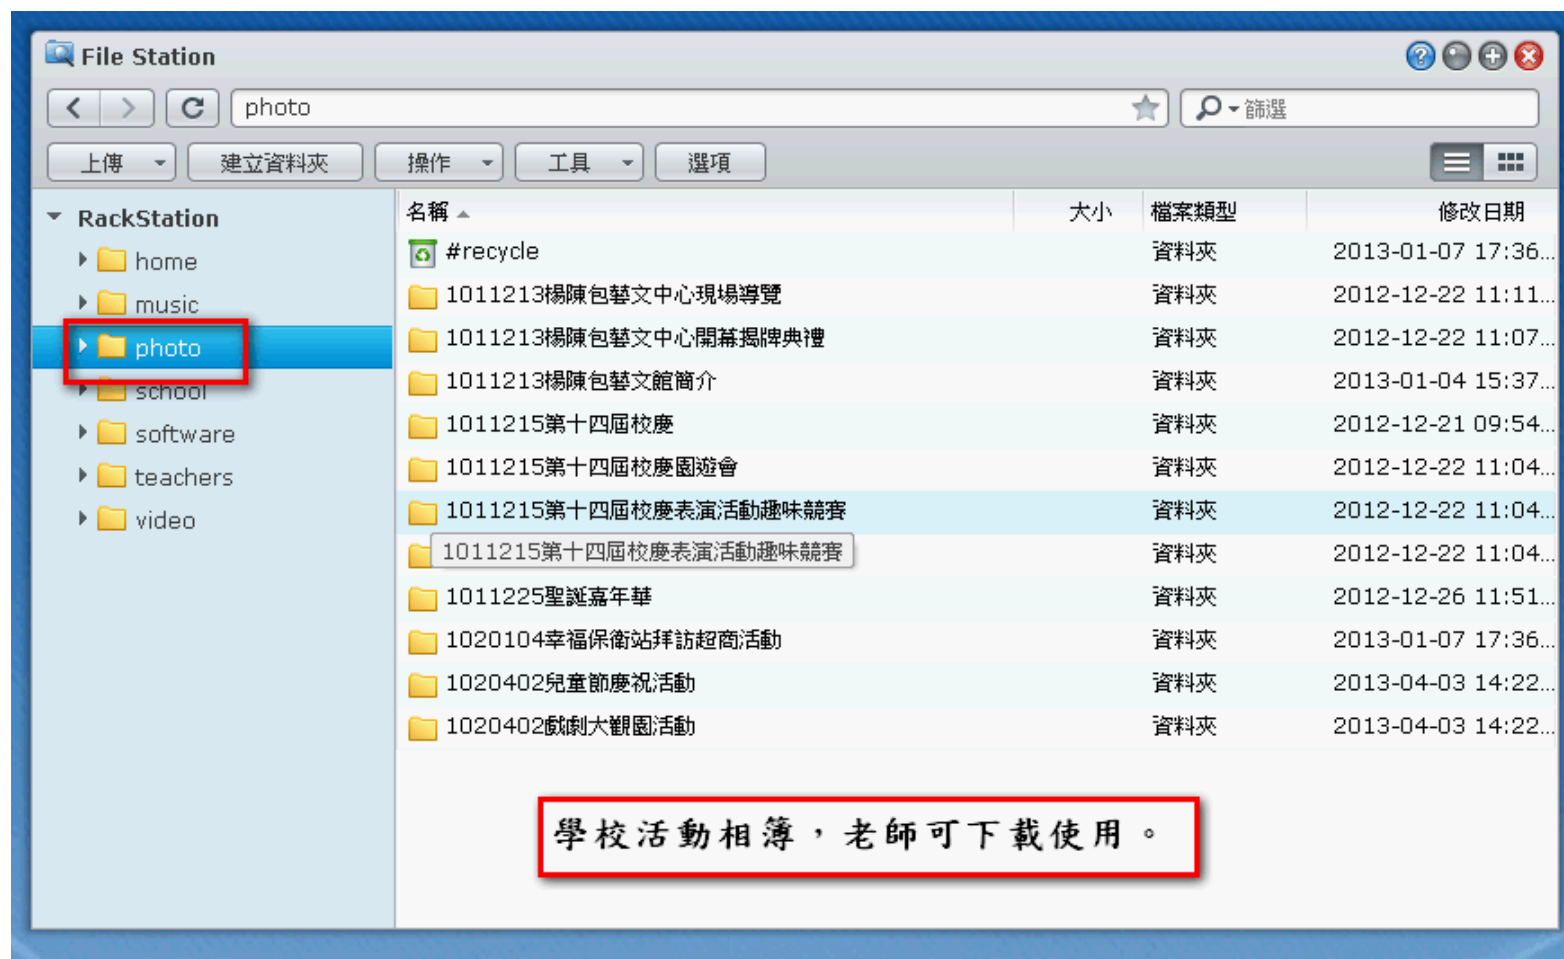 File Station
photo
篩選
上傳 建立資料夾 操作 工具 選項
RackStation
home
music
photo
school
software
teachers
video
名稱 大小 檔案類型 修改日期
#recycle 資料夾 2013-01-07 17:36...
1011213楊陳包藝文中心現場導覽 資料夾 2012-12-22 11:11...
1011213楊陳包藝文中心開幕揭牌典禮 資料夾 2012-12-22 11:07...
1011213楊陳包藝文館簡介 資料夾 2013-01-04 15:37...
1011215第十四屆校慶 資料夾 2012-12-21 09:54...
1011215第十四屆校慶園遊會 資料夾 2012-12-22 11:04...
1011215第十四屆校慶表演活動趣味競賽 資料夾 2012-12-22 11:04...
1011215第十四屆校慶表演活動趣味競賽 資料夾 2012-12-22 11:04...
1011225聖誕嘉年華 資料夾 2012-12-26 11:51...
1020104幸福保衛站拜訪超商活動 資料夾 2013-01-07 17:36...
1020402兒童節慶祝活動 資料夾 2013-04-03 14:22...
1020402戲劇大觀園活動 資料夾 2013-04-03 14:22...
學校活動相簿，老師可下載使用。